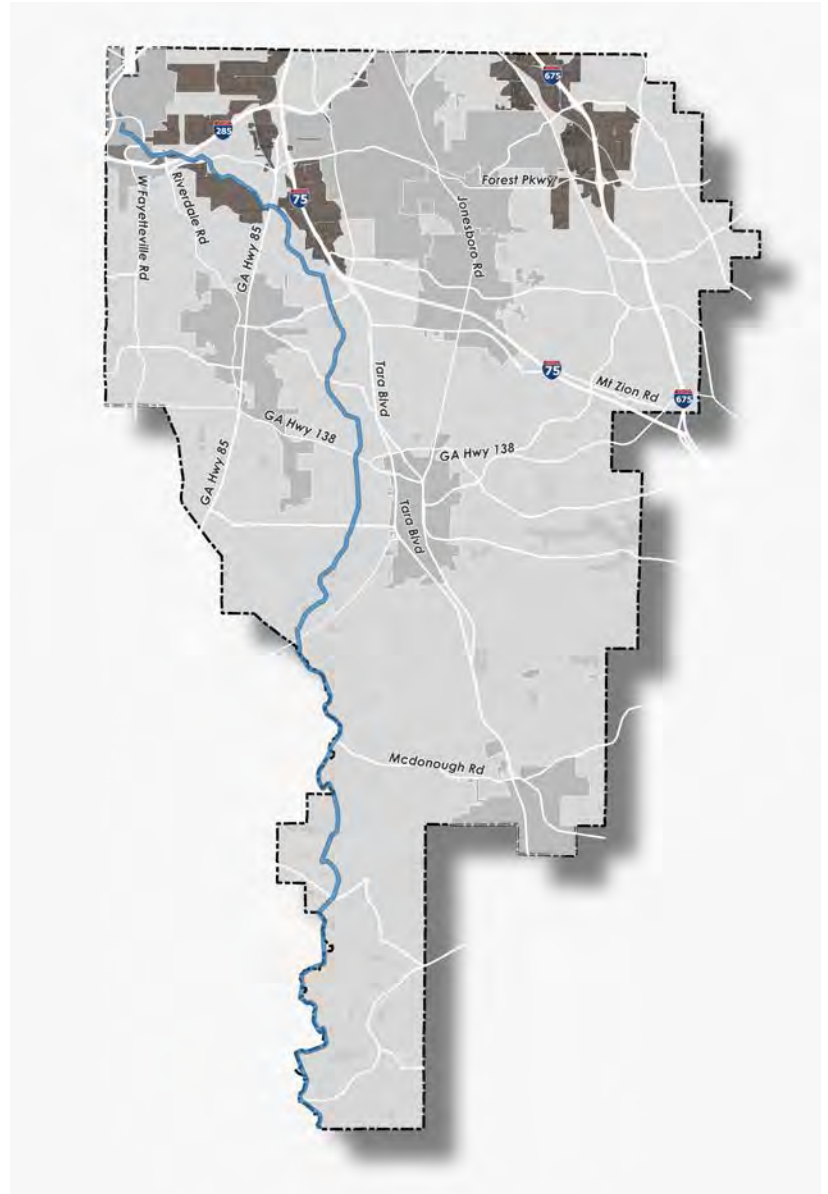 675
285
Forest Pkwy
W Fayetteville Rd
Riverdale Rd
75
Jonesboro Rd
GA Hwy 85
Tara Blvd
75
Mt Zion Rd
675
GA Hwy 138
GA Hwy 138
GA Hwy 85
Tara Blvd
Mcdonough Rd